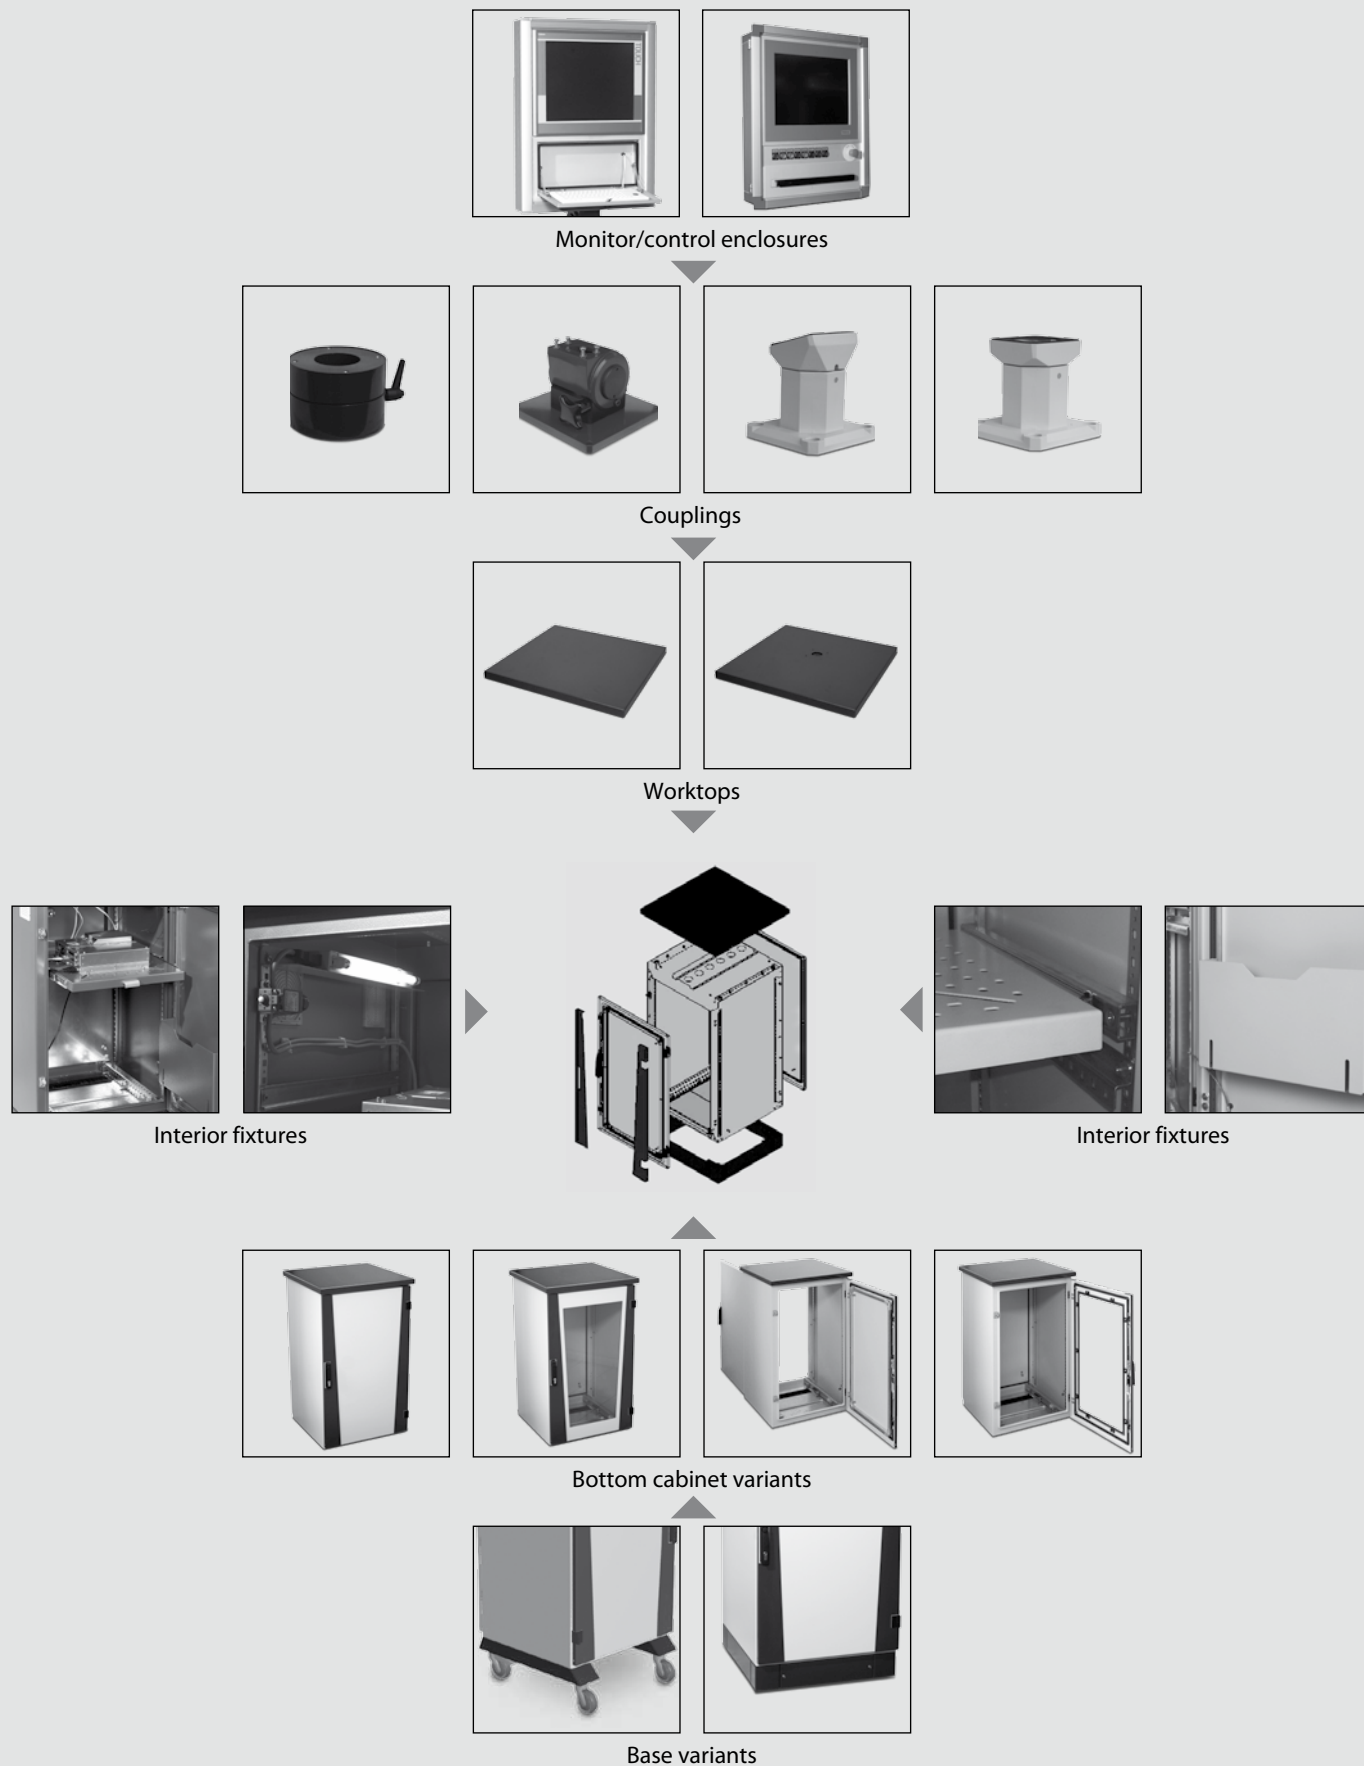 Monitor/control enclosures
Couplings
Worktops
Interior fixtures
Interior fixtures
Bottom cabinet variants
Base variants